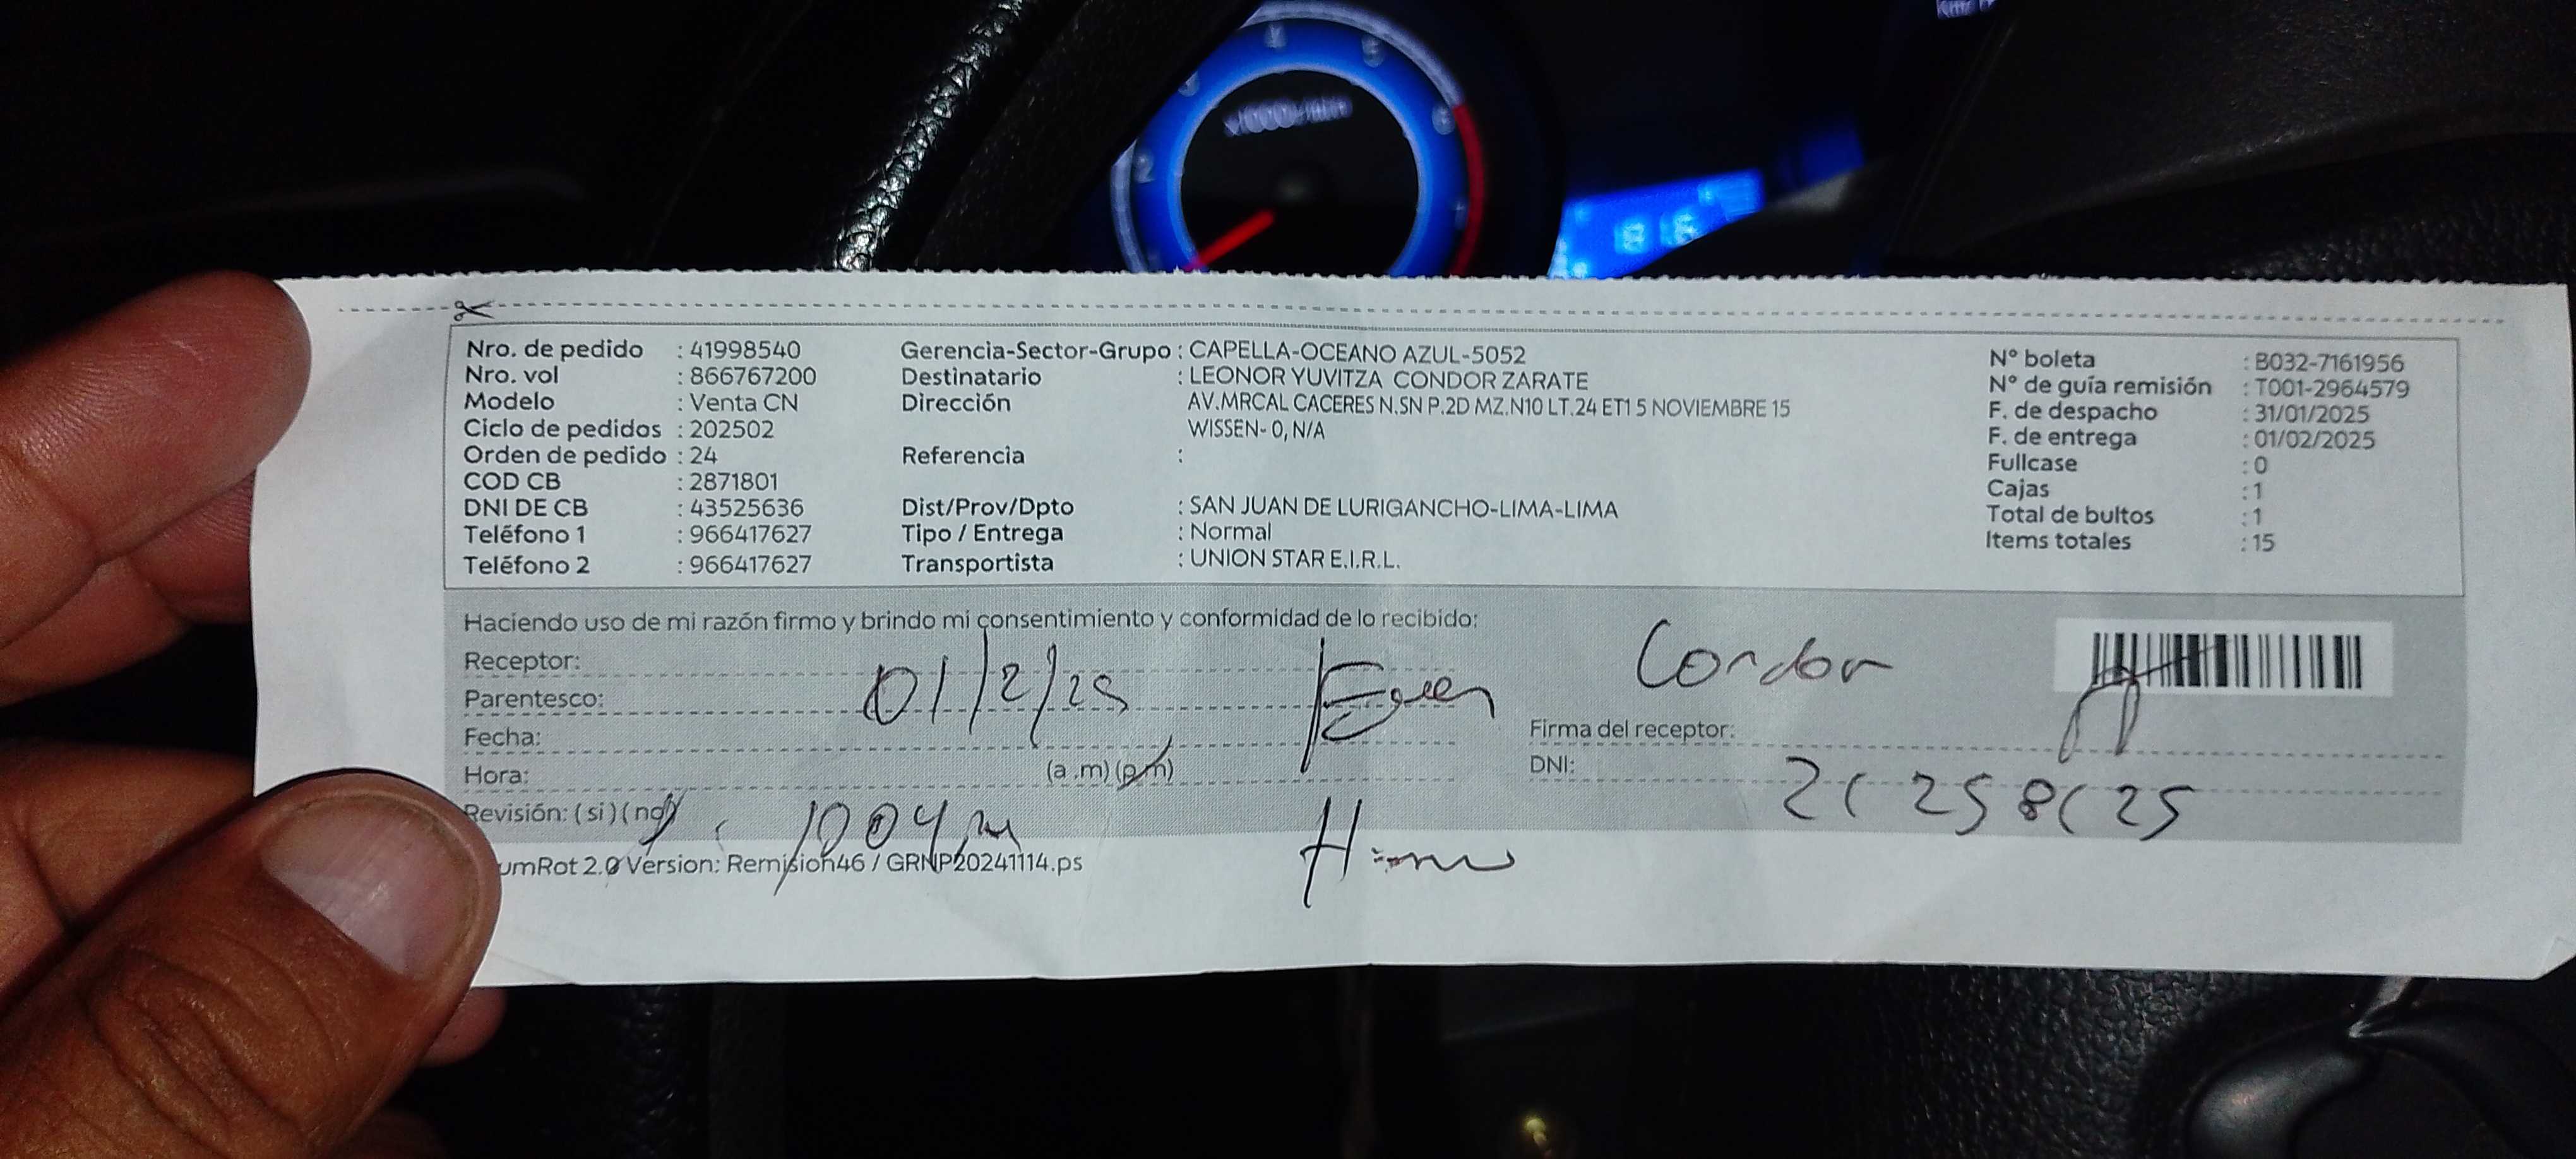 Nro. de pedido : 41998540
Nro. vol : 866767200
Modelo : Venta CN
Ciclo de pedidos : 202502
Orden de pedido : 24
COD CB : 2871801
DNI DE CB : 43525636
Teléfono 1 : 966417627
Teléfono 2 : 966417627
Gerencia-Sector-Grupo : CAPELLA-OCEANO AZUL-5052
Destinatario : LEONOR YUVITZA CONDOR ZARATE
Dirección AV.MRCAL CACERES N.SN P.2D MZ.N10 LT.24 ET1 5 NOVIEMBRE 15
WISSEN- 0, N/A
Referencia :
Dist/Prov/Dpto : SAN JUAN DE LURIGANCHO-LIMA-LIMA
Tipo / Entrega : Normal
Transportista : UNION STAR E.I.R.L.
N° boleta : B032-7161956
N° de guía remisión : T001-2964579
F. de despacho : 31/01/2025
F. de entrega : 01/02/2025
Fullcase : 0
Cajas : 1
Total de bultos : 1
Items totales : 15
Haciendo uso de mi razón firmo y brindo mi consentimiento y conformidad de lo recibido:
Receptor:
Parentesco: 01/2/25
Condor
Fecha:
Firma del receptor:
Hora: (a .m) (p.m)
DNI:
Revisión: ( si ) ( no)
umRot 2.0 Version: Remision46 / GRNP20241114.ps
2
4
5
6